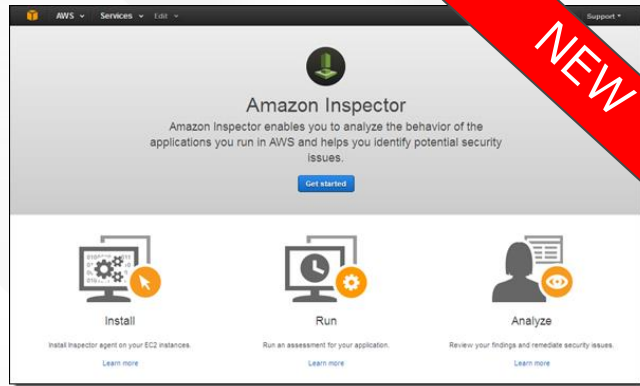 AWS Services Edit Support
NEW
Amazon Inspector
Amazon Inspector enables you to analyze the behavior of the
applications you run in AWS and helps you identify potential security
issues.
Get started
Install Run Analyze
Install Inspector agent on your EC2 instances. Run an assessment for your application. Review your findings and remediate security issues.
Learn more Learn more Learn more